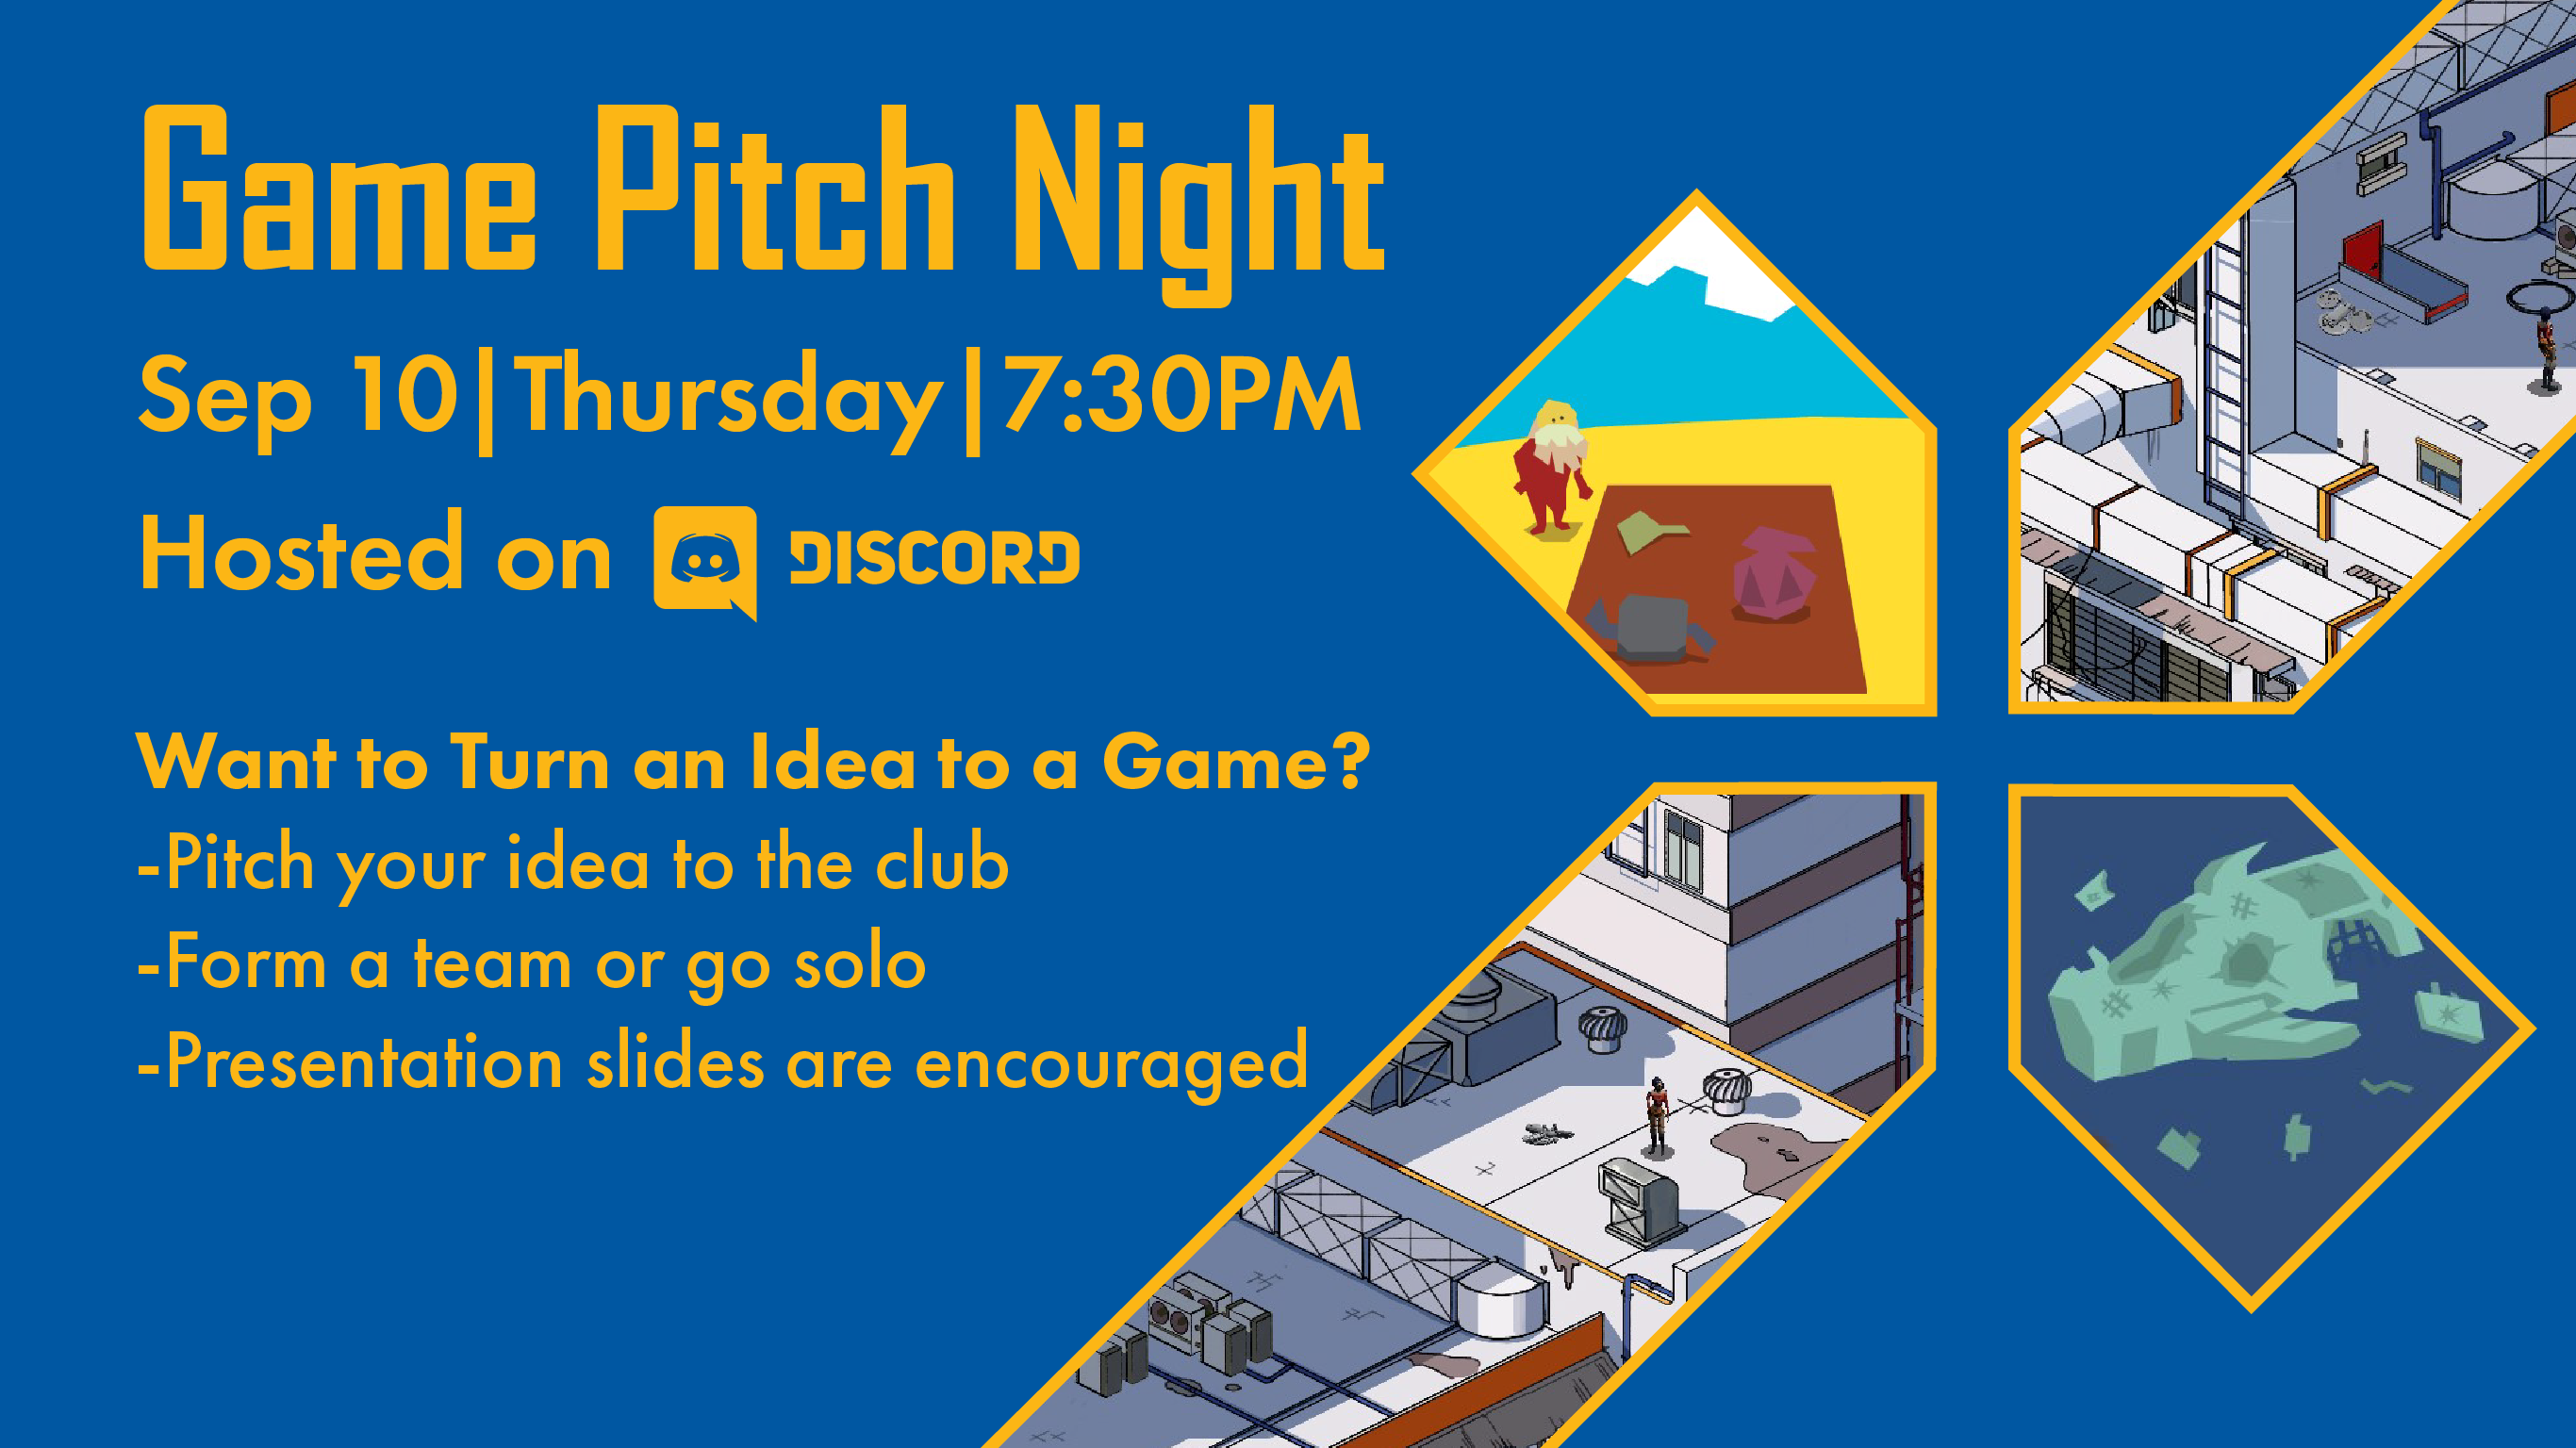 Game Pitch Night
Sep 10|Thursday|7:30PM
Hosted on DISCORD
Want to Turn an Idea to a Game?
-Pitch your idea to the club
-Form a team or go solo
-Presentation slides are encouraged